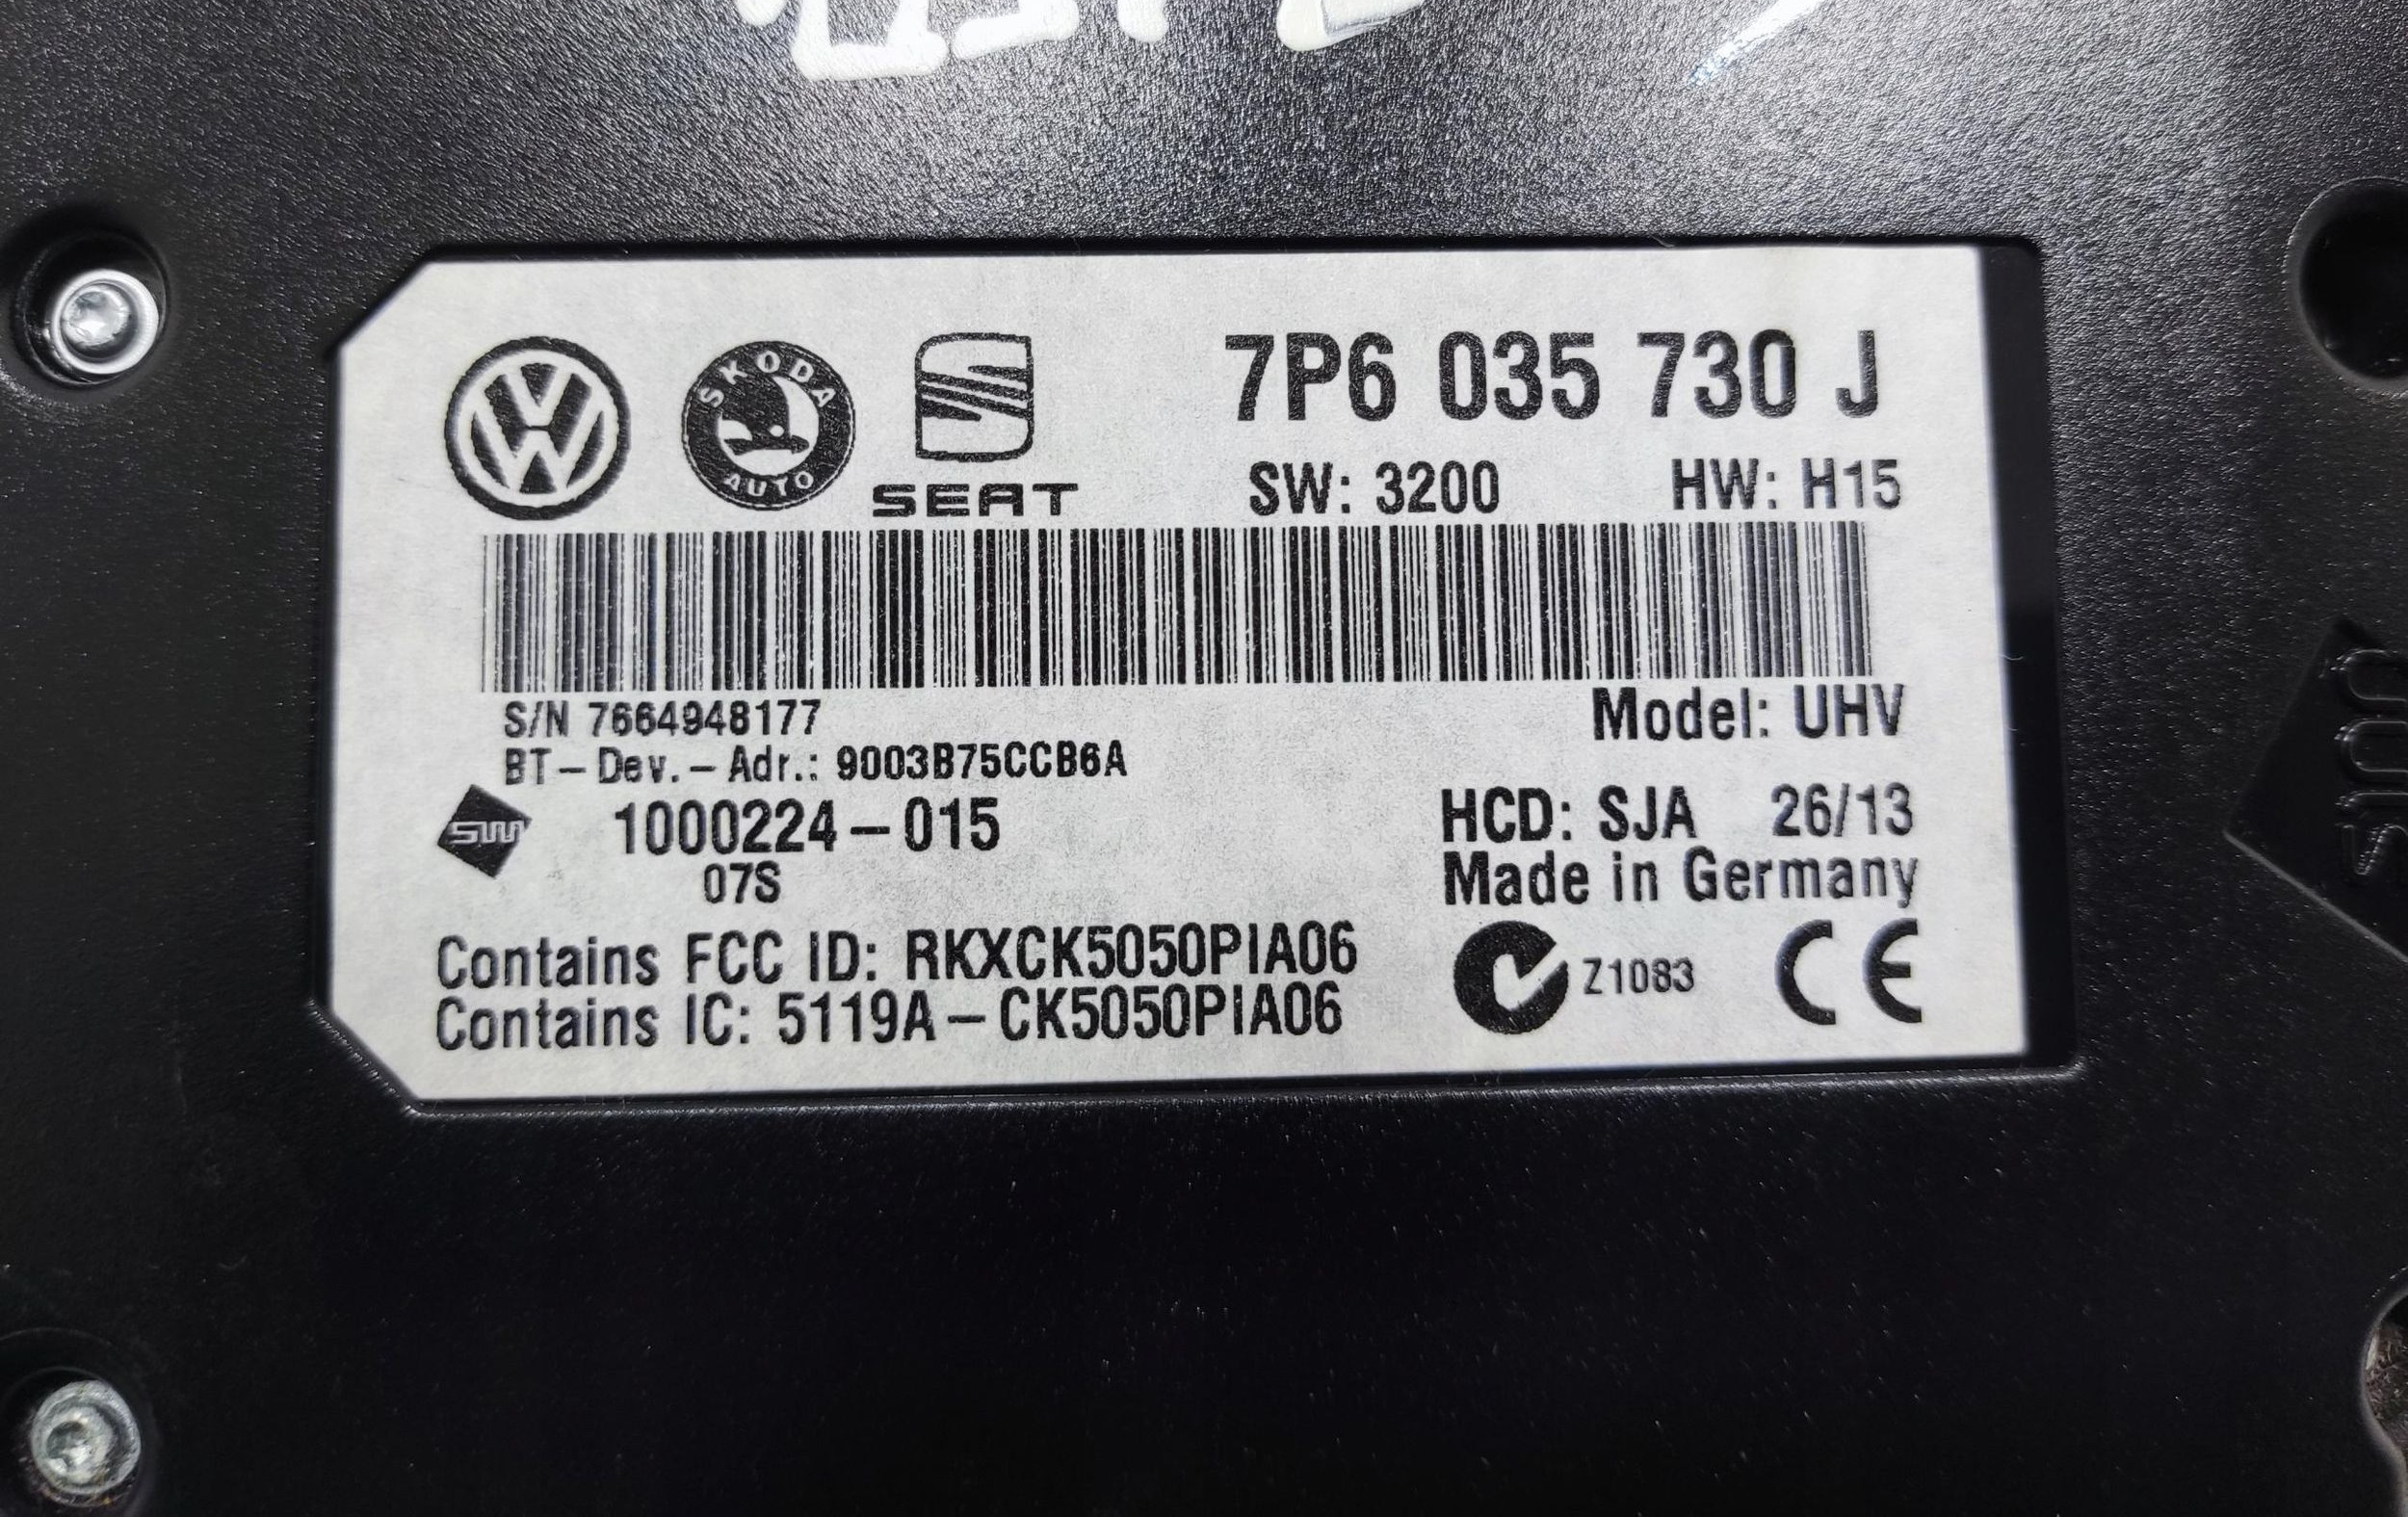 7P6 035 730 J
SKODA
AUTO
SEAT
SW: 3200 HW: H15
S/N 7664948177
Model: UHV
BT-Dev.-Adr.: 9003B75CCB6A
SW 1000224-015
HCD: SJA 26/13
07S
Made in Germany
Contains FCC ID: RKXCK5050PIA06
Z1083 CE
Contains IC: 5119A-CK5050PIA06